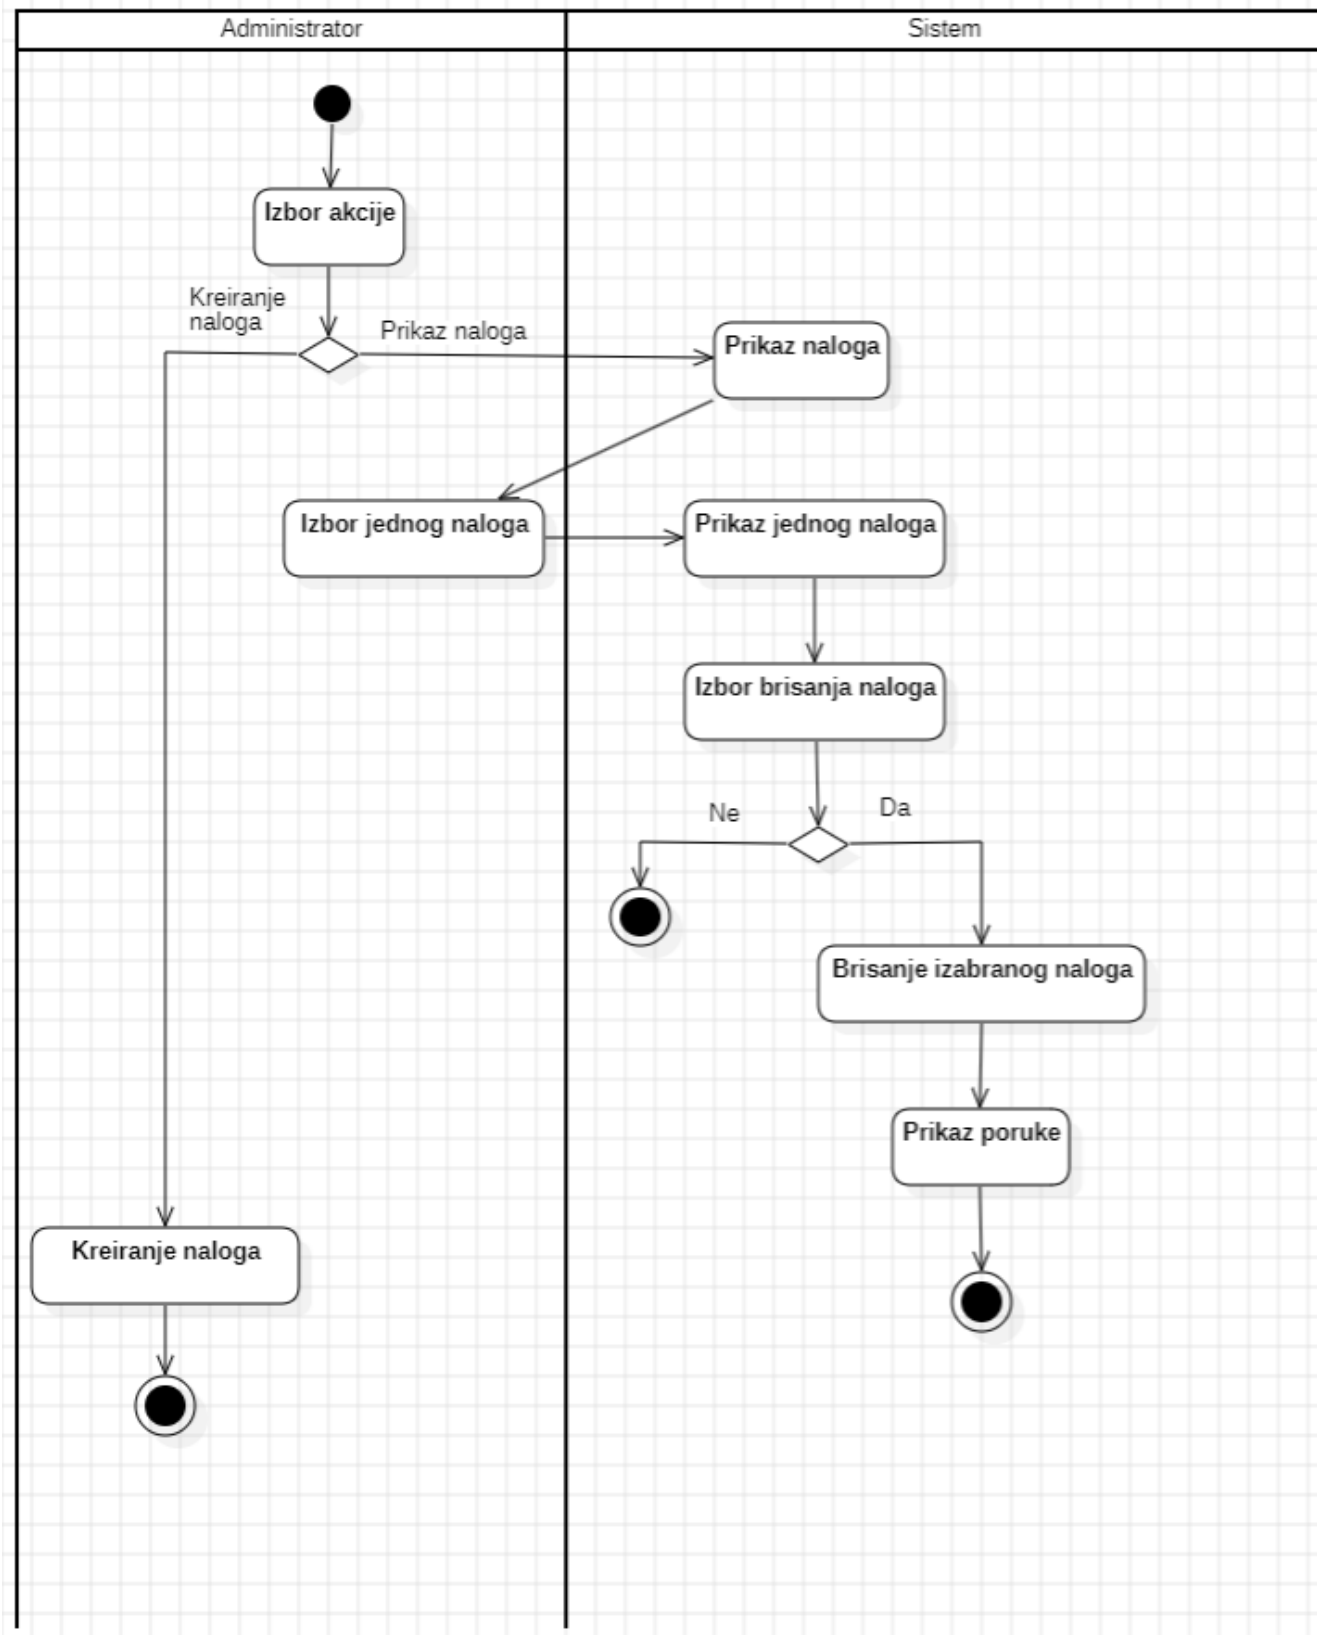 Administrator
Sistem
Izbor akcije
Kreiranje
naloga
Prikaz naloga
Prikaz naloga
Izbor jednog naloga
Prikaz jednog naloga
Izbor brisanja naloga
Ne
Da
Brisanje izabranog naloga
Prikaz poruke
Kreiranje naloga